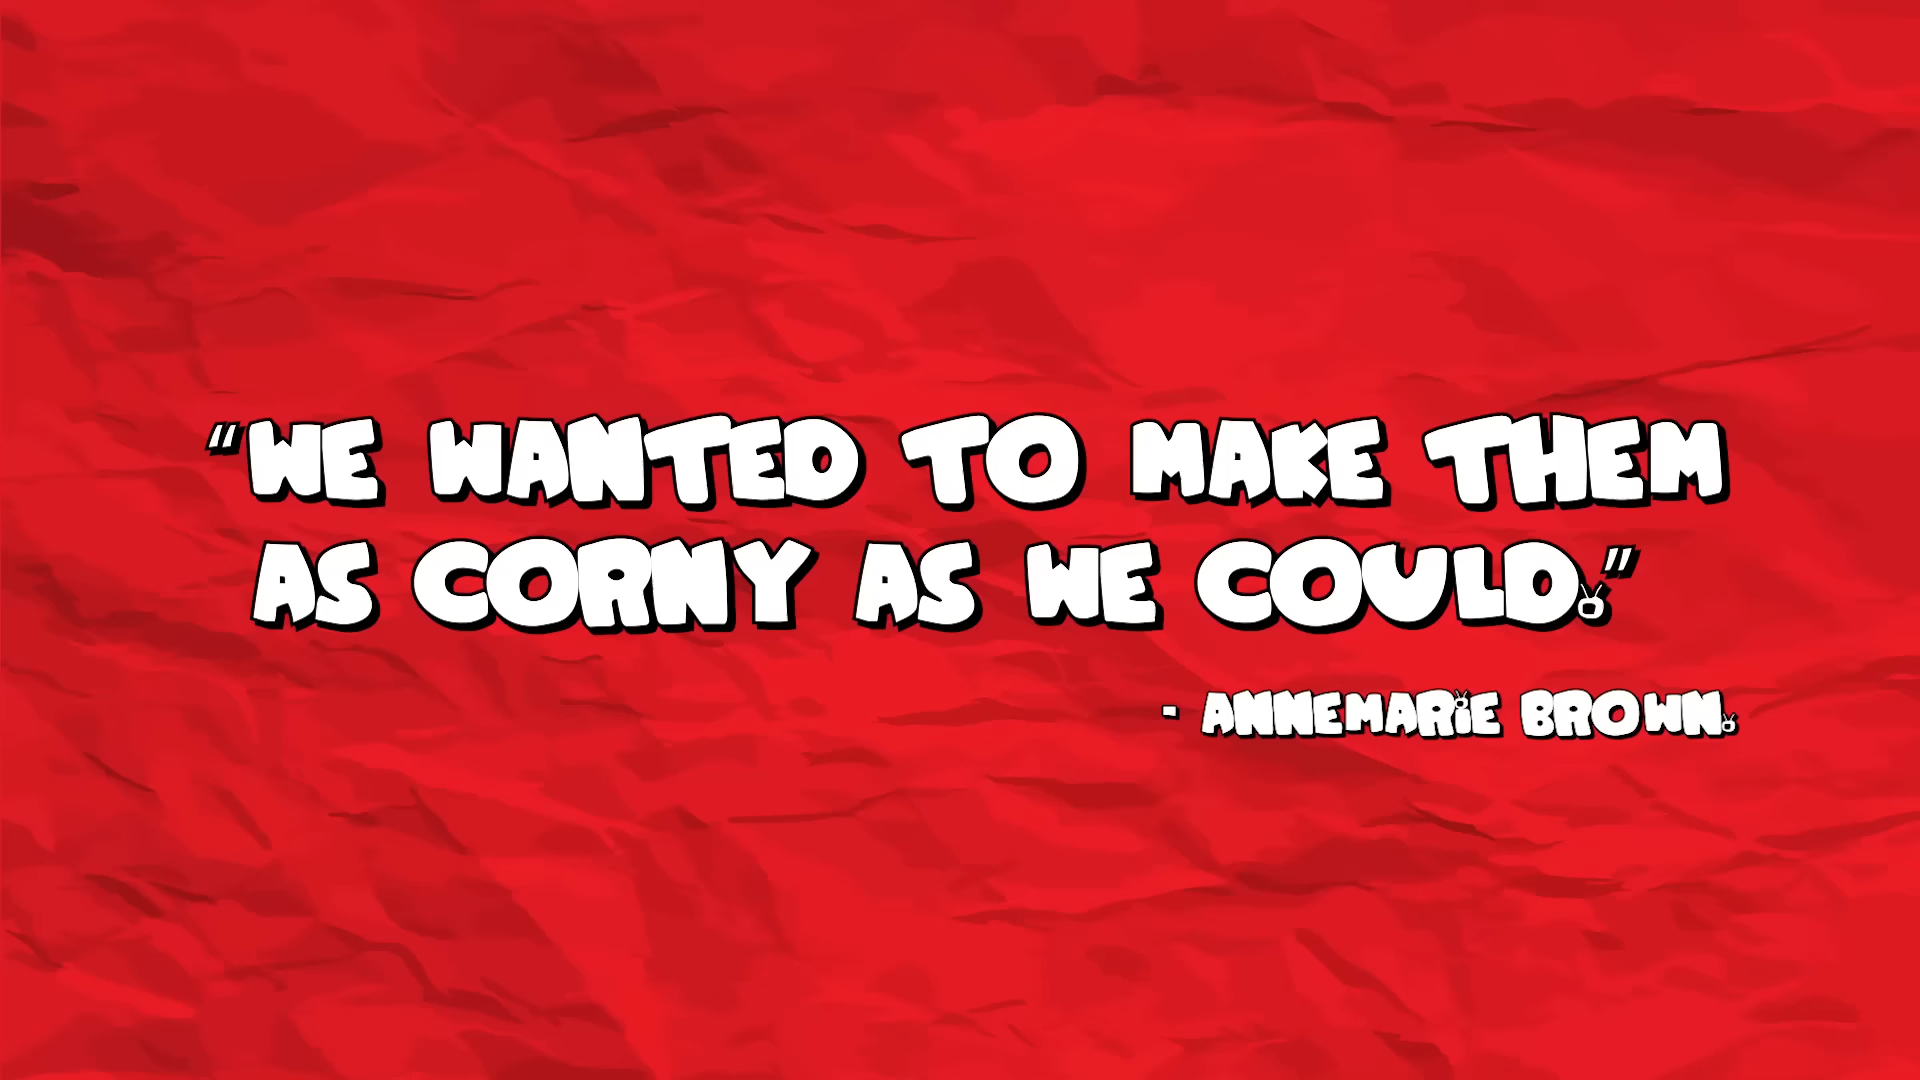 “WE WANTED TO MAKE THEM
AS CORNY AS WE COULD.”
- ANNEMARiE BROWN.